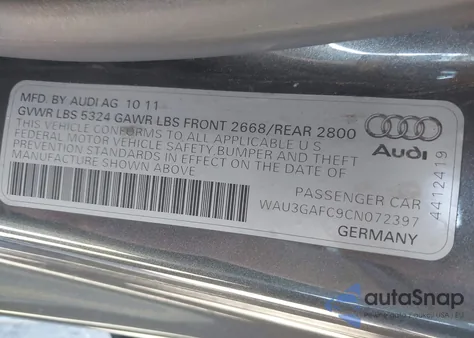 MFD. BY AUDI AG 10 11
GVWR LBS 5324 GAWR LBS FRONT 2668/REAR 2800
THIS VEHICLE CONFORMS TO ALL APPLICABLE U S
FEDERAL MOTOR VEHICLE SAFETY BUMPER AND THEFT
PREVENTION STANDARDS IN EFFECT ON THE DATE OF
MANUFACTURE SHOWN ABOVE.
Audi
4412419
PASSENGER CAR
WAU3GAFC9CN072397
GERMANY
autoSnap